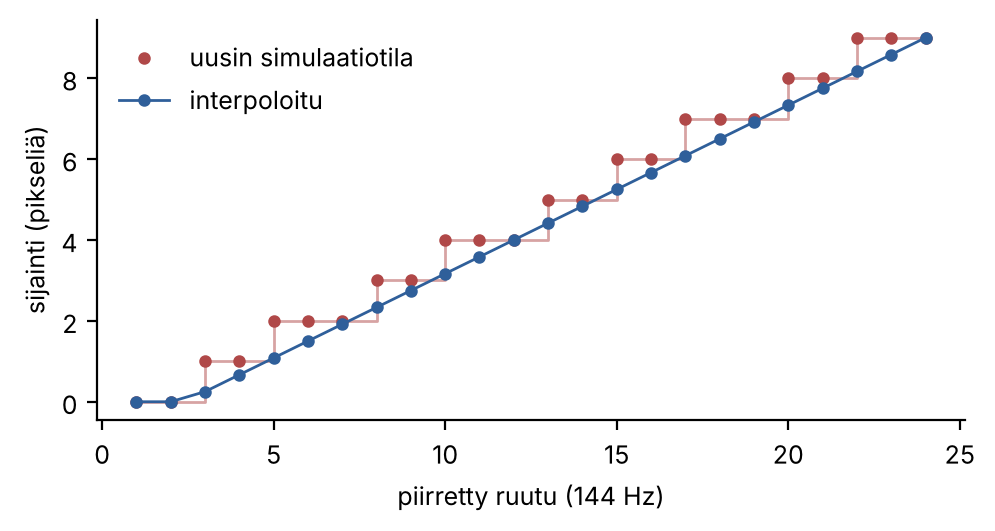 uusin simulaatiotila
interpoloitu
sijainti (pikseliä)
8
6
4
2
0
0 5 10 15 20 25
piirretty ruutu (144 Hz)